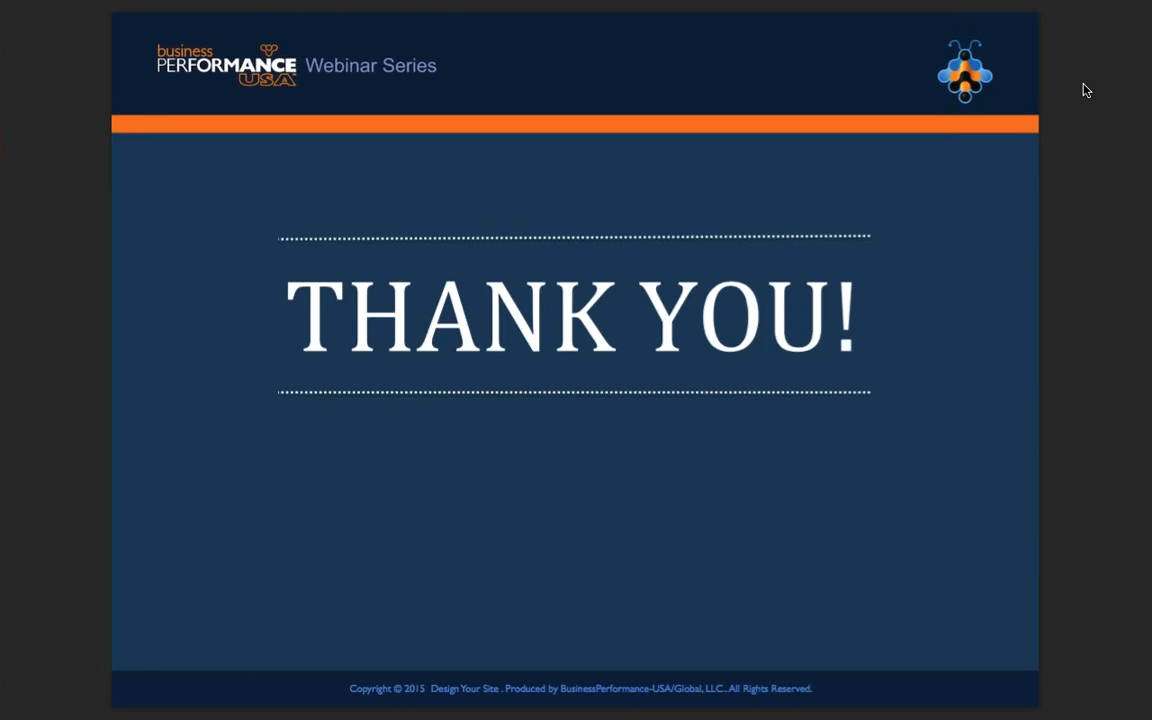 business
PERFORMANCE
USA
Webinar Series
THANK YOU!
Copyright © 2015 Design Your Site . Produced by BusinessPerformance-USA/Global, LLC.. All Rights Reserved.